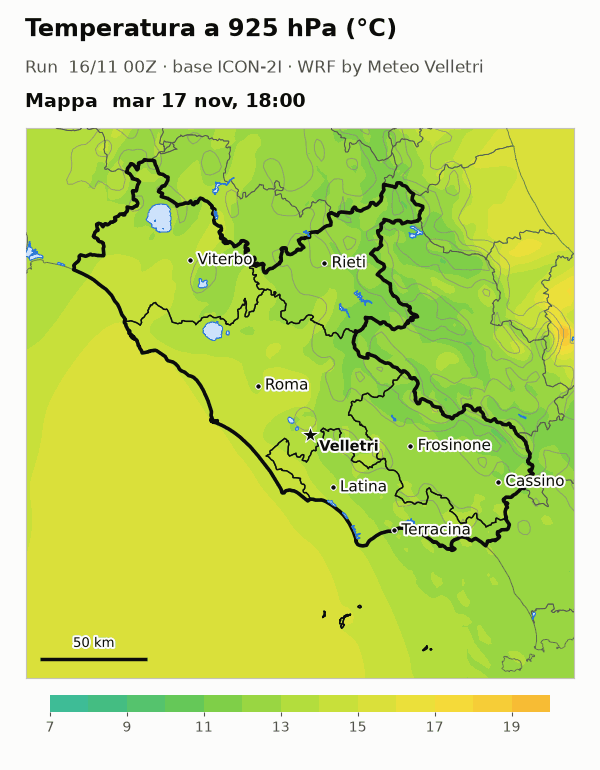 Temperatura a 925 hPa (°C)
Run  16/11 00Z · base ICON-2I · WRF by Meteo Velletri
Mappa  mar 17 nov, 18:00
Viterbo
Rieti
Roma
Velletri
Frosinone
Latina
Cassino
Terracina
50 km
7 9 11 13 15 17 19